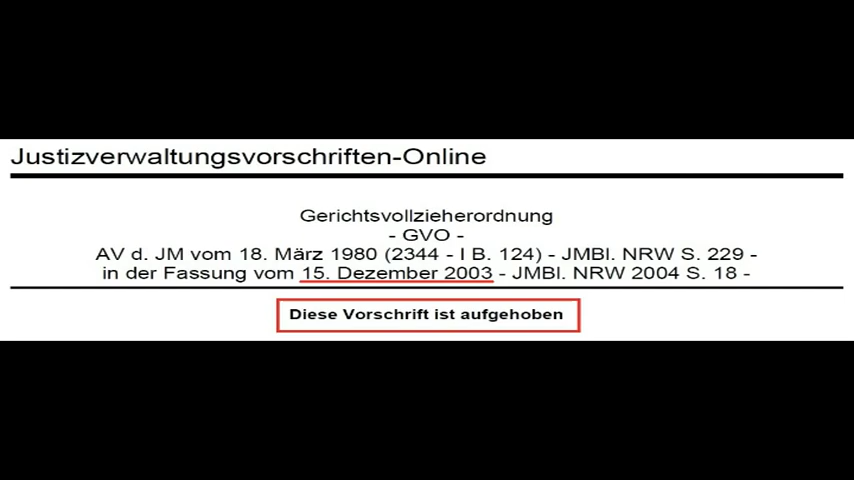 Justizverwaltungsvorschriften-Online
Gerichtsvollzieherordnung
- GVO -
AV d. JM vom 18. März 1980 (2344 - I B. 124) - JMBl. NRW S. 229 -
in der Fassung vom 15. Dezember 2003 - JMBl. NRW 2004 S. 18 -
Diese Vorschrift ist aufgehoben